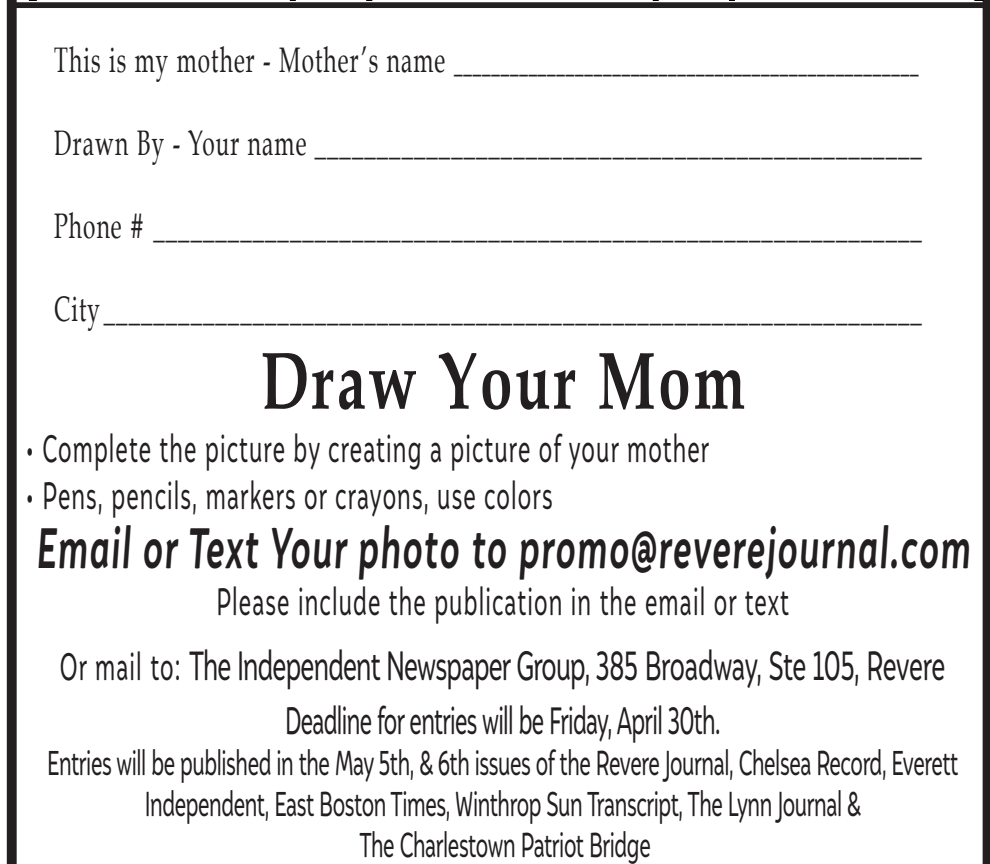 This is my mother - Mother's name ________________________________________
Drawn By - Your name ________________________________________
Phone # ________________________________________
City ________________________________________
Draw Your Mom
• Complete the picture by creating a picture of your mother
• Pens, pencils, markers or crayons, use colors
Email or Text Your photo to promo@reverejournal.com
Please include the publication in the email or text
Or mail to: The Independent Newspaper Group, 385 Broadway, Ste 105, Revere
Deadline for entries will be Friday, April 30th.
Entries will be published in the May 5th, & 6th issues of the Revere Journal, Chelsea Record, Everett
Independent, East Boston Times, Winthrop Sun Transcript, The Lynn Journal &
The Charlestown Patriot Bridge